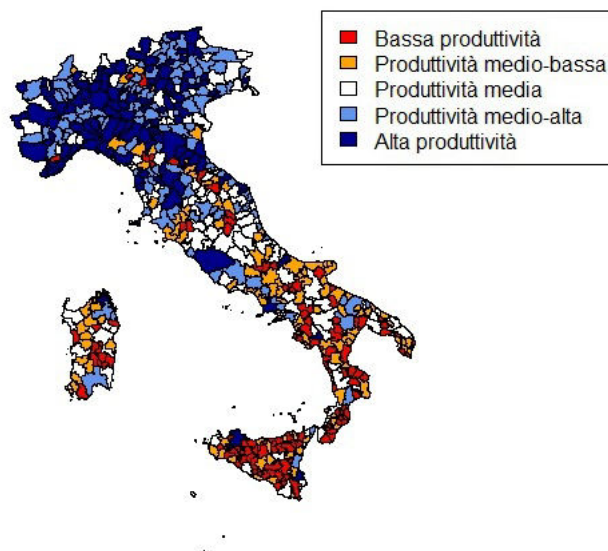 Bassa produttività
Produttività medio-bassa
Produttività media
Produttività medio-alta
Alta produttività